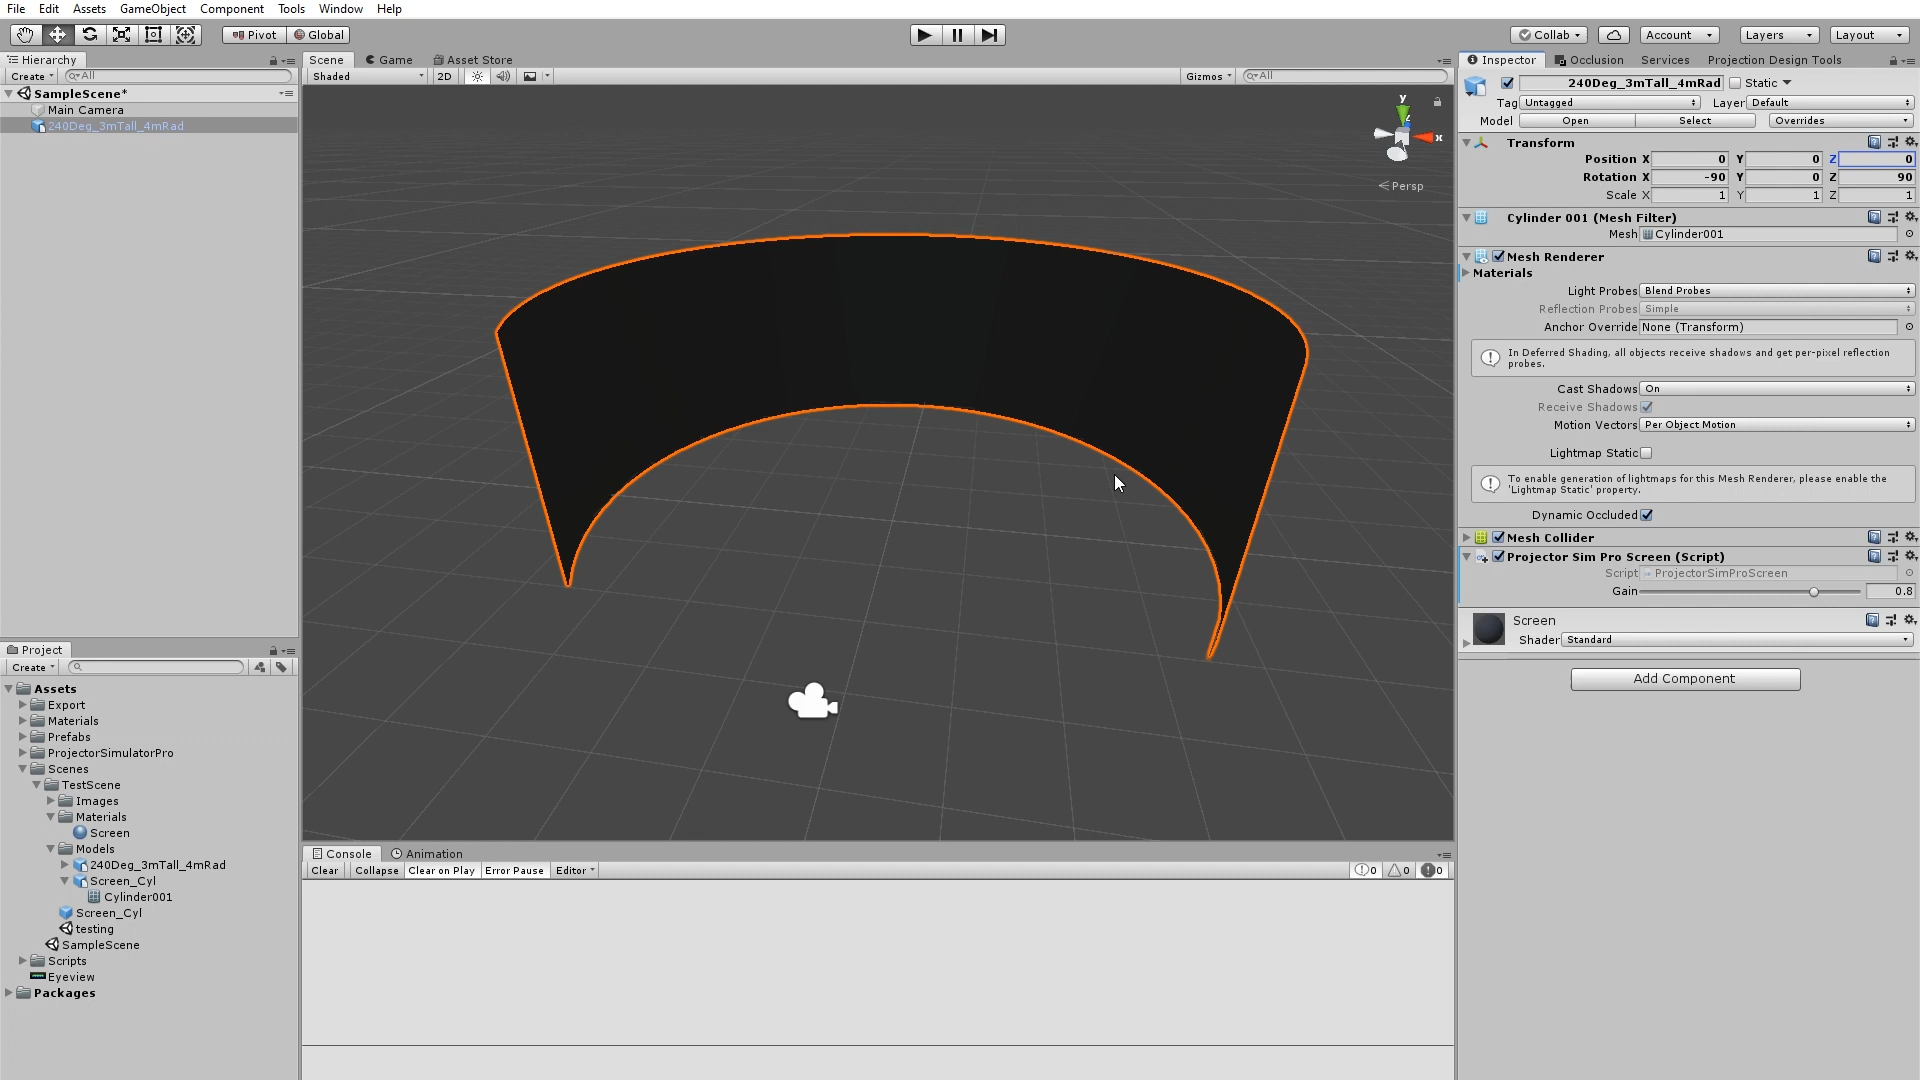 File Edit Assets GameObject Component Tools Window Help
Pivot Global Collab Account Layers Layout
Hierarchy
Create All
SampleScene*
Main Camera
240Deg_3mTall_4mRad
Scene Game Asset Store
Shaded 2D Gizmos All
y
x
Persp
Inspector Occlusion Services Projection Design Tools
240Deg_3mTall_4mRad Static
Tag Untagged Layer Default
Model Open Select Overrides
Transform
Position X 0 Y 0 Z 0
Rotation X -90 Y 0 Z 90
Scale X 1 Y 1 Z 1
Cylinder 001 (Mesh Filter)
Mesh Cylinder001
Mesh Renderer
Materials
Light Probes Blend Probes
Reflection Probes Simple
Anchor Override None (Transform)
In Deferred Shading, all objects receive shadows and get per-pixel reflection
probes.
Cast Shadows On
Receive Shadows
Motion Vectors Per Object Motion
Lightmap Static
To enable generation of lightmaps for this Mesh Renderer, please enable the
'Lightmap Static' property.
Dynamic Occluded
Mesh Collider
Projector Sim Pro Screen (Script)
Script ProjectorSimProScreen
Gain 0.8
Screen
Shader Standard
Add Component
Project
Create
Assets
Export
Materials
Prefabs
ProjectorSimulatorPro
Scenes
TestScene
Images
Materials
Screen
Models
240Deg_3mTall_4mRad
Screen_Cyl
Cylinder001
Screen_Cyl
testing
SampleScene
Scripts
Eyeview
Packages
Console Animation
Clear Collapse Clear on Play Error Pause Editor 0 0 0